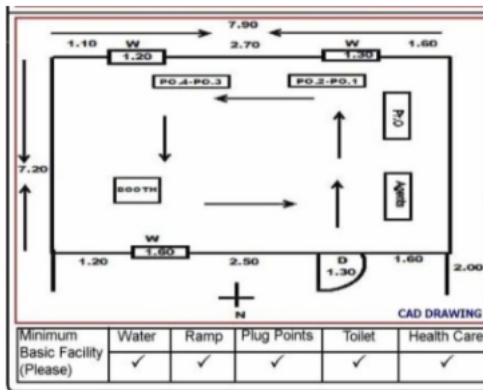 7.90
1.10 W 2.70 W 1.60
1.20 1.30
PO.4-PO.3 PO.2-PO.1
Pr.O
7.20
BOOTH Agents
W
1.60
1.20 2.50 D 1.60
1.30 2.00
N
CAD DRAWING
Minimum Basic Facility (Please) Water Ramp Plug Points Toilet Health Care
✓ ✓ ✓ ✓ ✓